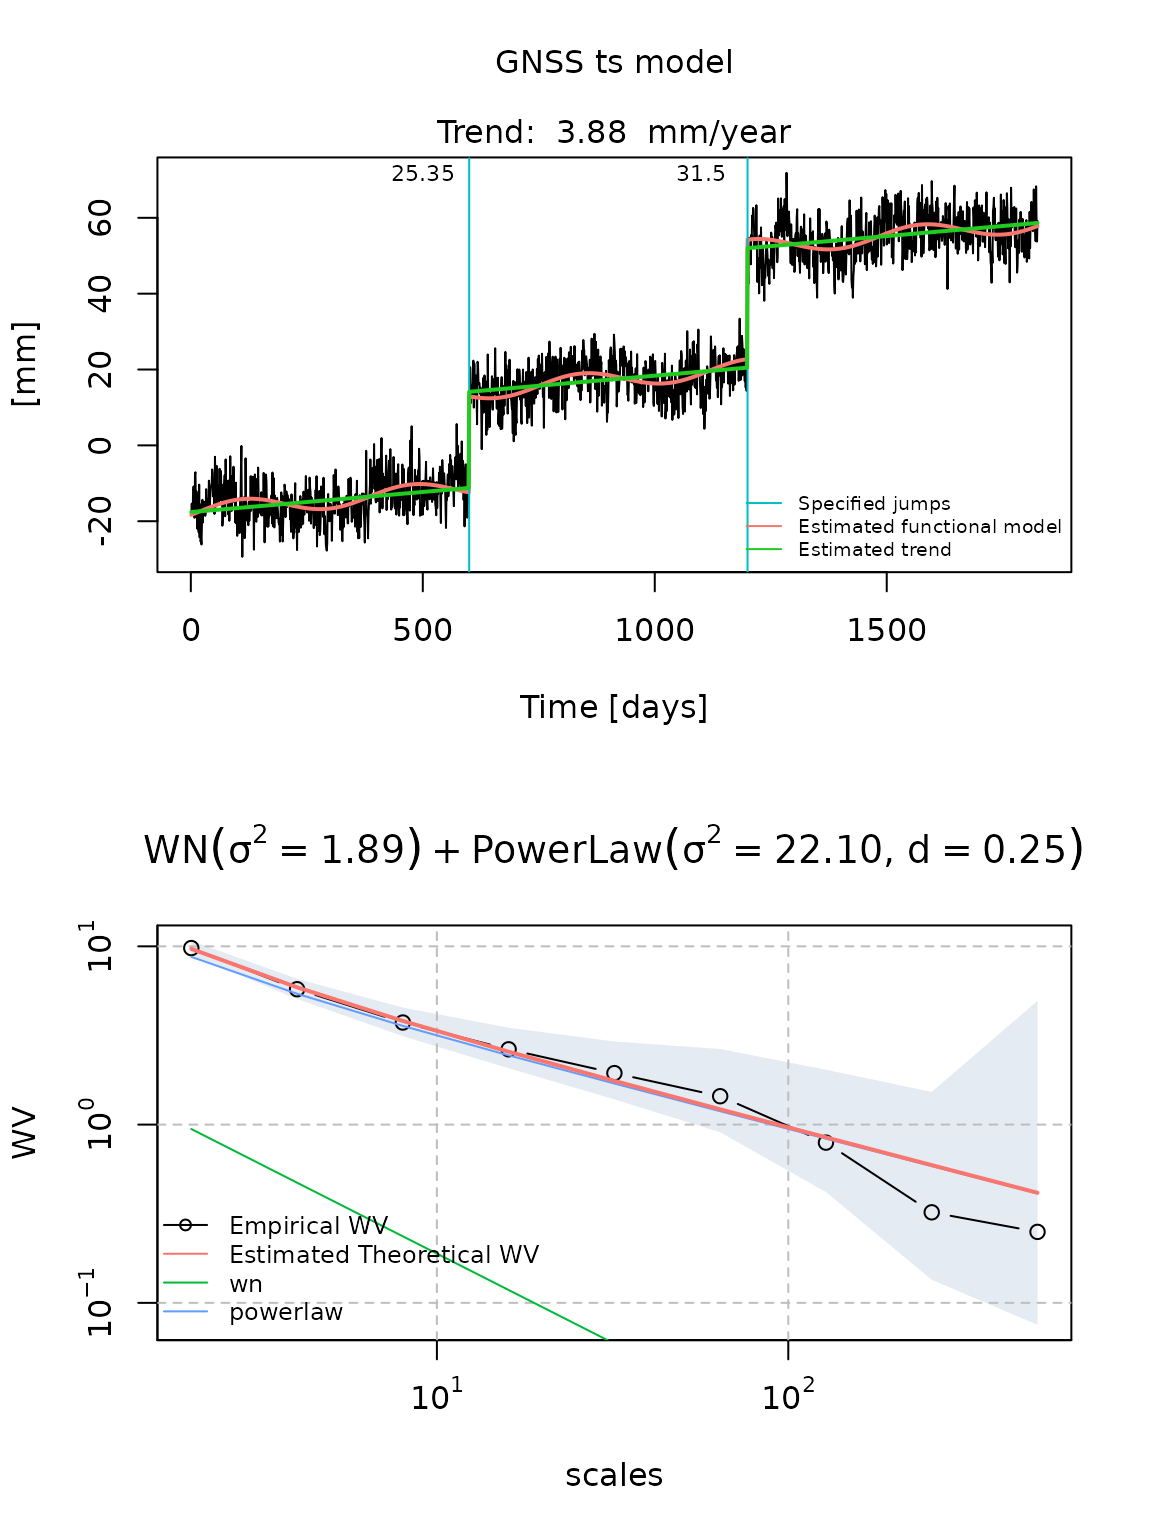 GNSS ts model
Trend: 3.88 mm/year
25.35
31.5
[mm]
60
40
20
0
-20
Specified jumps
Estimated functional model
Estimated trend
0 500 1000 1500
Time [days]
WN(σ² = 1.89) + PowerLaw(σ² = 22.10, d = 0.25)
WV
10¹
10⁰
10⁻¹
Empirical WV
Estimated Theoretical WV
wn
powerlaw
10¹ 10²
scales